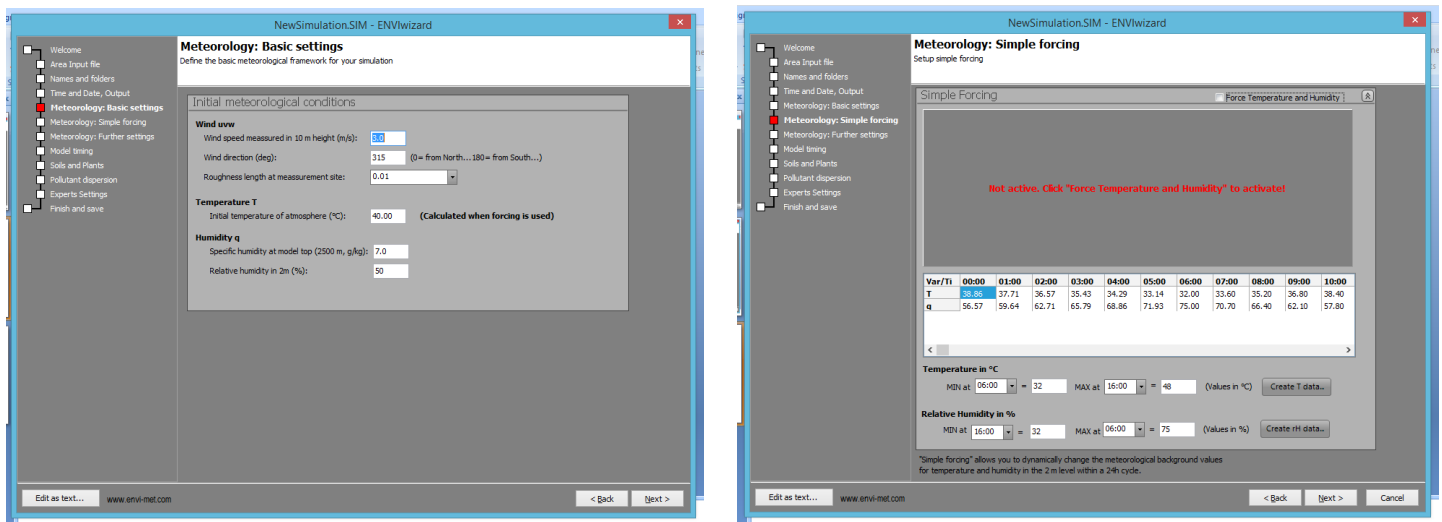 NewSimulation.SIM - ENVIwizard
Welcome
Area Input file
Names and folders
Time and Date, Output
Meteorology: Basic settings
Meteorology: Simple forcing
Meteorology: Further settings
Model timing
Soils and Plants
Pollutant dispersion
Experts Settings
Finish and save
Meteorology: Basic settings
Define the basic meteorological framework for your simulation
Initial meteorological conditions
Wind uvw
Wind speed meassured in 10 m height (m/s): 3.0
Wind direction (deg): 315 (0= from North...180= from South...)
Roughness length at meassurement site: 0.01
Temperature T
Initial temperature of atmosphere (°C): 40.00 (Calculated when forcing is used)
Humidity q
Specific humidity at model top (2500 m, g/kg): 7.0
Relative humidity in 2m (%): 50
Edit as text... www.envi-met.com < Back Next >
NewSimulation.SIM - ENVIwizard
Welcome
Area Input file
Names and folders
Time and Date, Output
Meteorology: Basic settings
Meteorology: Simple forcing
Meteorology: Further settings
Model timing
Soils and Plants
Pollutant dispersion
Experts Settings
Finish and save
Meteorology: Simple forcing
Setup simple forcing
Simple Forcing Force Temperature and Humidity
Not active. Click "Force Temperature and Humidity" to activate!
Var/Ti 00:00 01:00 02:00 03:00 04:00 05:00 06:00 07:00 08:00 09:00 10:00
T 38.86 37.71 36.57 35.43 34.29 33.14 32.00 33.60 35.20 36.80 38.40
q 56.57 59.64 62.71 65.79 68.86 71.93 75.00 70.70 66.40 62.10 57.80
Temperature in °C
MIN at 06:00 = 32 MAX at 16:00 = 48 (Values in °C) Create T data..
Relative Humidity in %
MIN at 16:00 = 32 MAX at 06:00 = 75 (Values in %) Create rH data..
"Simple forcing" allows you to dynamically change the meteorological background values
for temperature and humidity in the 2 m level within a 24h cycle.
Edit as text... www.envi-met.com < Back Next > Cancel